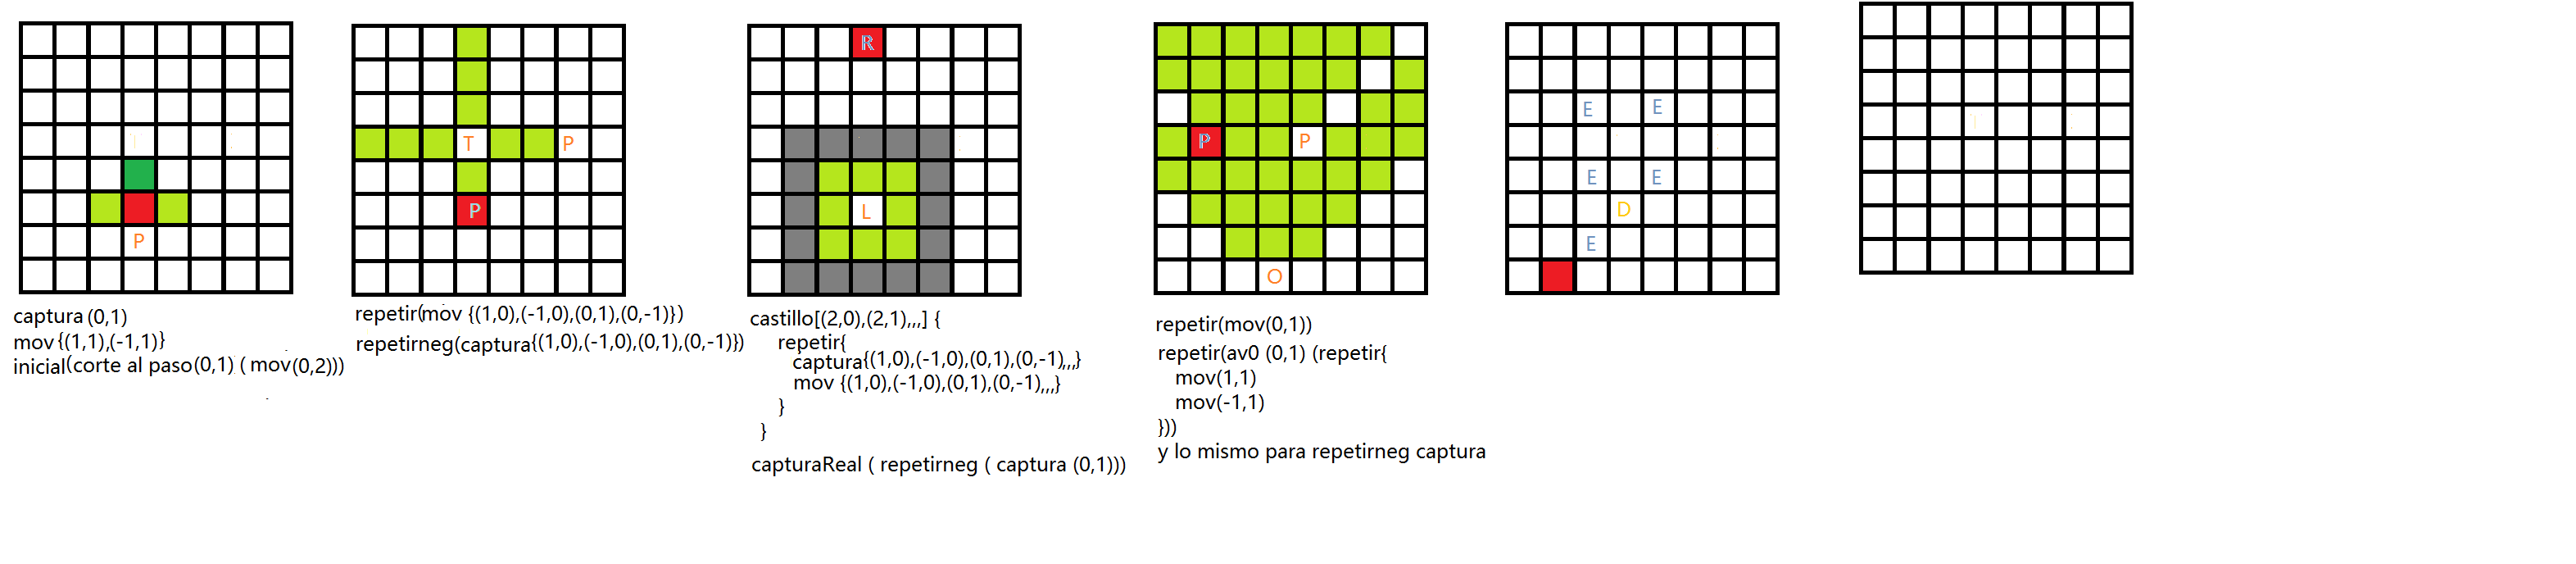 P
captura (0,1)
mov {(1,1),(-1,1)}
inicial(corte al paso(0,1) ( mov(0,2)))
T P
P
repetir(mov {(1,0),(-1,0),(0,1),(0,-1)})
repetirneg(captura{(1,0),(-1,0),(0,1),(0,-1)})
R
L
castillo[(2,0),(2,1),,,] {
repetir{
captura{(1,0),(-1,0),(0,1),(0,-1),,,}
mov {(1,0),(-1,0),(0,1),(0,-1),,,}
}
}
capturaReal ( repetirneg ( captura (0,1)))
P P
O
repetir(mov(0,1))
repetir(av0 (0,1) (repetir{
mov(1,1)
mov(-1,1)
}))
y lo mismo para repetirneg captura
E E
E E
D
E